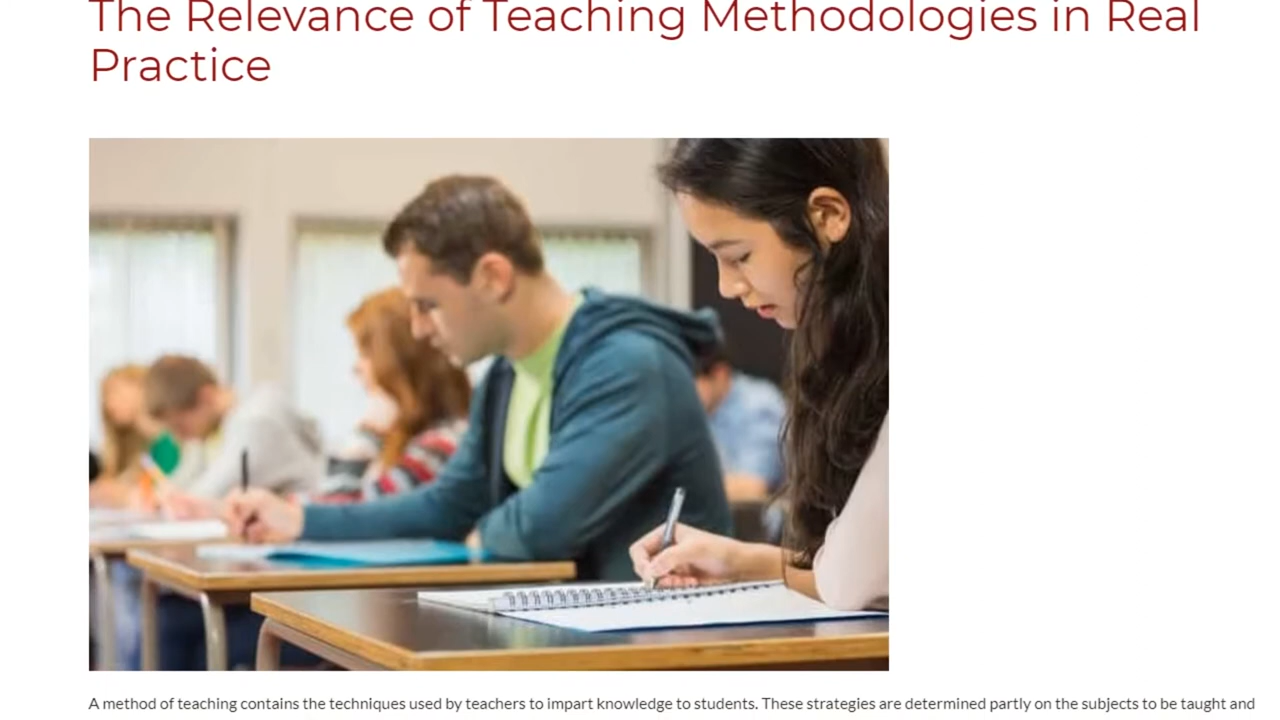 The Relevance of Teaching Methodologies in Real
Practice
A method of teaching contains the techniques used by teachers to impart knowledge to students. These strategies are determined partly on the subjects to be taught and